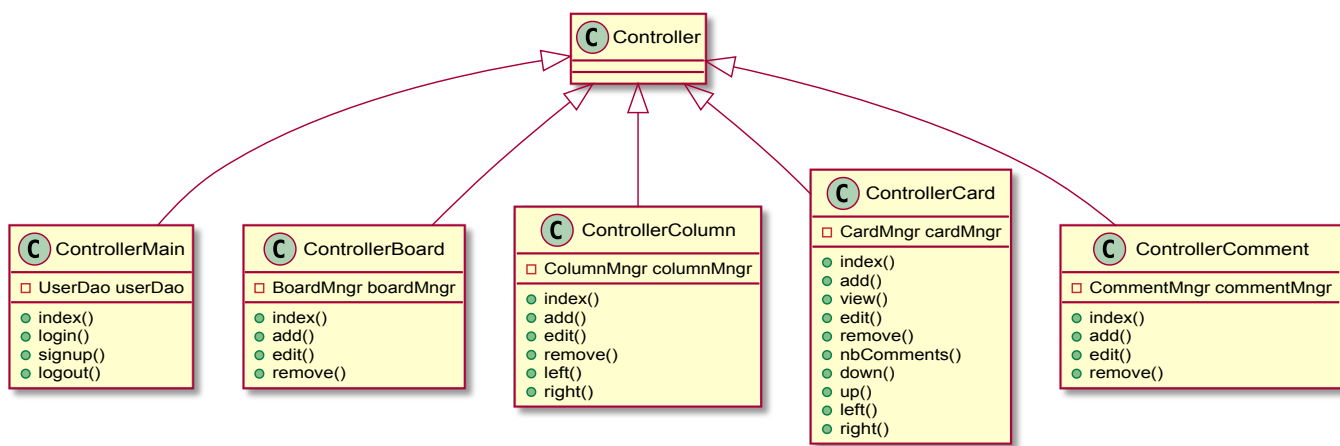 C Controller
C ControllerMain
UserDao userDao
index()
login()
signup()
logout()
C ControllerBoard
BoardMngr boardMngr
index()
add()
edit()
remove()
C ControllerColumn
ColumnMngr columnMngr
index()
add()
edit()
remove()
left()
right()
C ControllerCard
CardMngr cardMngr
index()
add()
view()
edit()
remove()
nbComments()
down()
up()
left()
right()
C ControllerComment
CommentMngr commentMngr
index()
add()
edit()
remove()